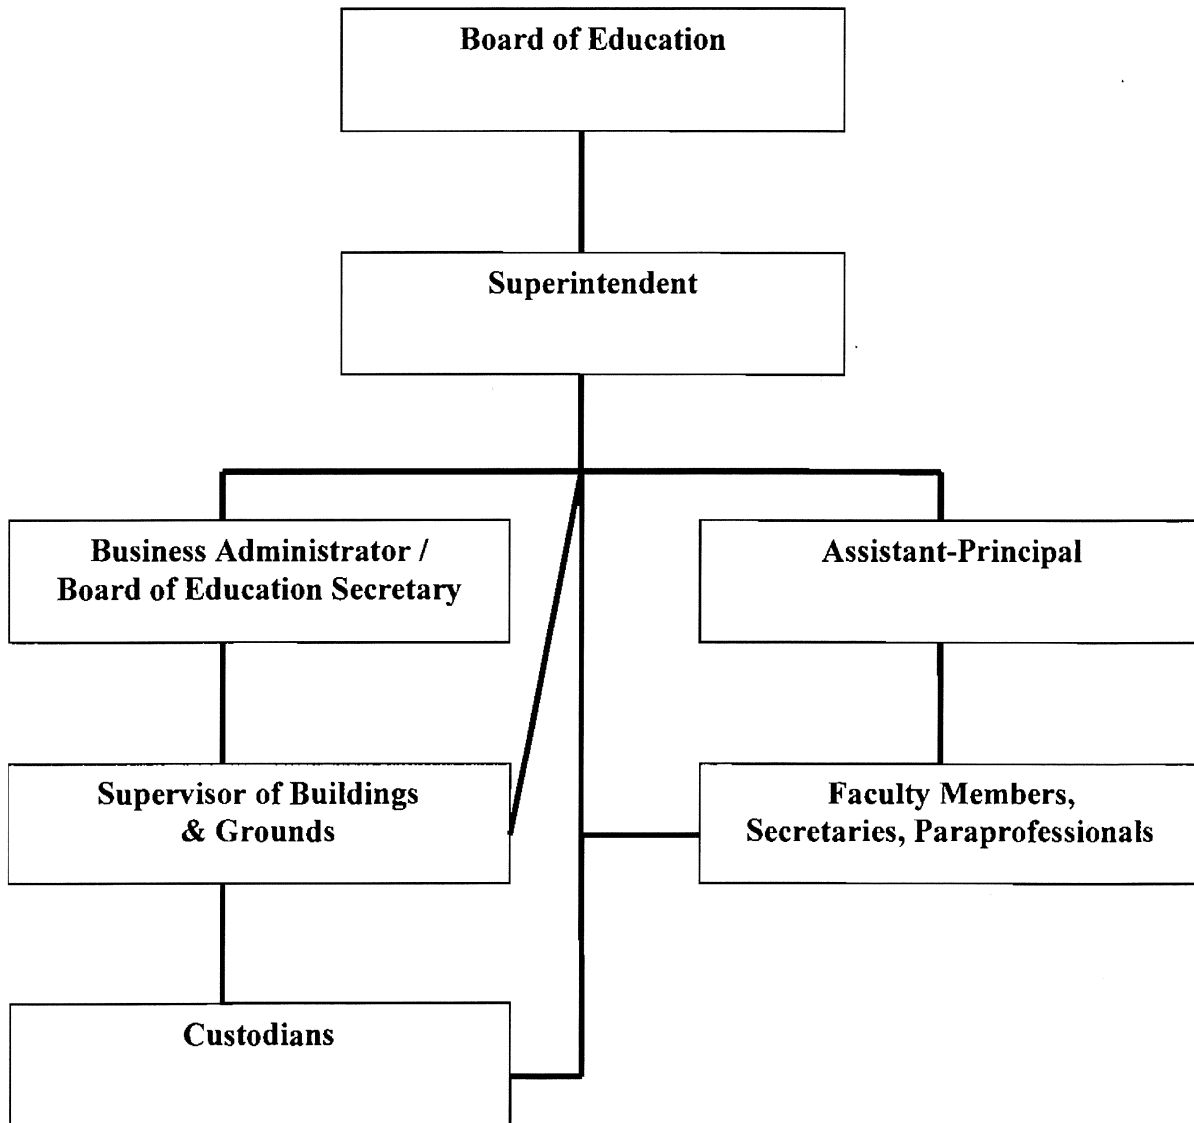 Board of Education
Superintendent
Business Administrator /
Board of Education Secretary
Assistant-Principal
Supervisor of Buildings
& Grounds
Faculty Members,
Secretaries, Paraprofessionals
Custodians